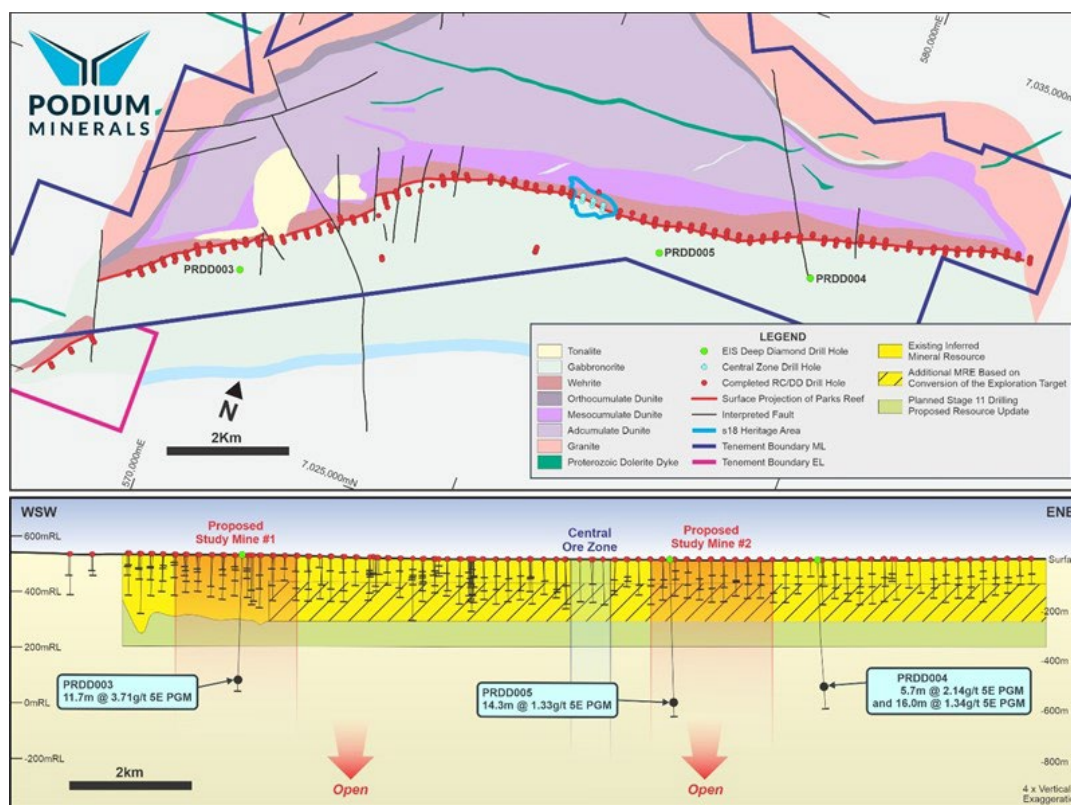 PODIUM
MINERALS
580,000mE
7,035,000m
PRDD003
PRDD005
PRDD004
N
2Km
570,000mE
7,025,000mN
LEGEND
Tonalite
Gabbronorite
Wehrite
Orthocumulate Dunite
Mesocumulate Dunite
Adcumulate Dunite
Granite
Proterozoic Dolerite Dyke
EIS Deep Diamond Drill Hole
Central Zone Drill Hole
Completed RC/DD Drill Hole
Surface Projection of Parks Reef
Interpreted Fault
s18 Heritage Area
Tenement Boundary ML
Tenement Boundary EL
Existing Inferred
Mineral Resource
Additional MRE Based on
Conversion of the Exploration Target
Planned Stage 11 Drilling
Proposed Resource Update
WSW
ENE
Proposed
Study Mine #1
Central
Ore Zone
Proposed
Study Mine #2
600mRL
Surfa
400mRL
-200m
200mRL
-400m
0mRL
-600m
-200mRL
-800m
PRDD003
11.7m @ 3.71g/t 5E PGM
PRDD005
14.3m @ 1.33g/t 5E PGM
PRDD004
5.7m @ 2.14g/t 5E PGM
and 16.0m @ 1.34g/t 5E PGM
2km
Open
Open
4 x Vertical
Exaggerati